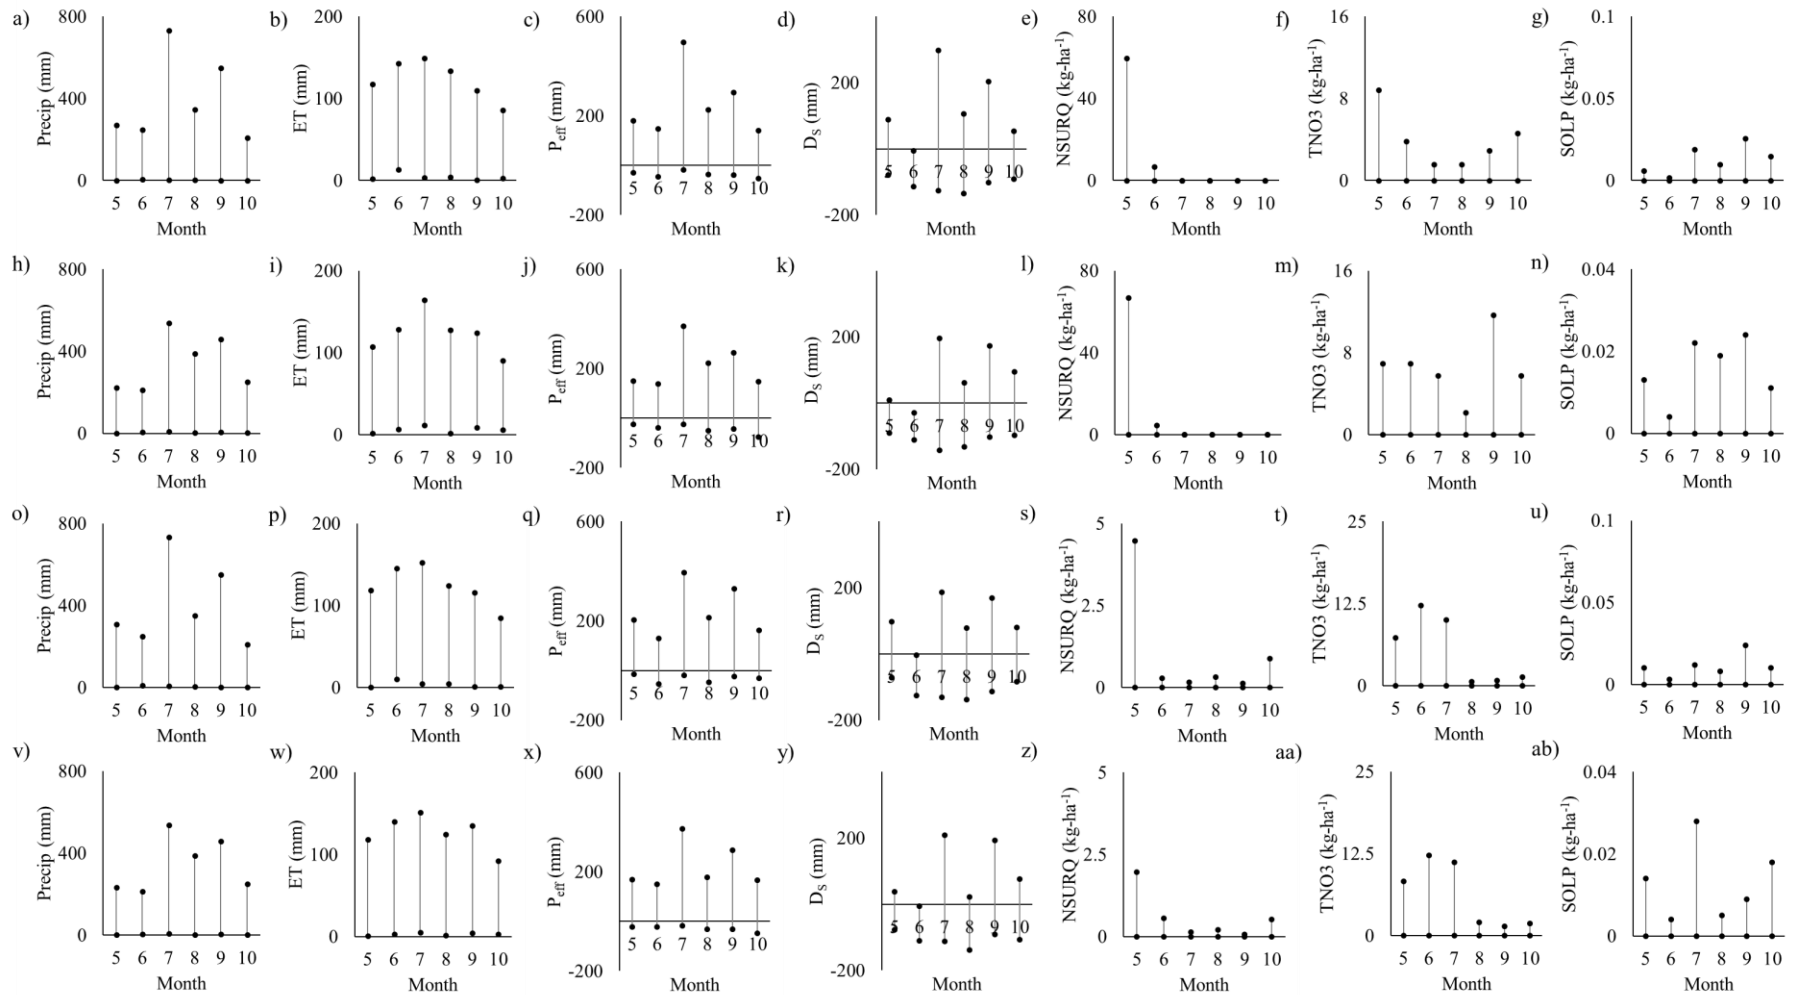 a)
Precip (mm)
800
400
0
5 6 7 8 9 10
Month
b)
ET (mm)
200
100
0
5 6 7 8 9 10
Month
c)
P_eff (mm)
600
200
-200
5 6 7 8 9 10
Month
d)
D_S (mm)
200
-200
5 6 7 8 9 10
Month
e)
NSURQ (kg-ha^-1)
80
40
0
5 6 7 8 9 10
Month
f)
TNO3 (kg-ha^-1)
16
8
0
5 6 7 8 9 10
Month
g)
SOLP (kg-ha^-1)
0.1
0.05
0
5 6 7 8 9 10
Month
h)
Precip (mm)
800
400
0
5 6 7 8 9 10
Month
i)
ET (mm)
200
100
0
5 6 7 8 9 10
Month
j)
P_eff (mm)
600
200
-200
5 6 7 8 9 10
Month
k)
D_S (mm)
200
-200
5 6 7 8 9 10
Month
l)
NSURQ (kg-ha^-1)
80
40
0
5 6 7 8 9 10
Month
m)
TNO3 (kg-ha^-1)
16
8
0
5 6 7 8 9 10
Month
n)
SOLP (kg-ha^-1)
0.04
0.02
0
5 6 7 8 9 10
Month
o)
Precip (mm)
800
400
0
5 6 7 8 9 10
Month
p)
ET (mm)
200
100
0
5 6 7 8 9 10
Month
q)
P_eff (mm)
600
200
-200
5 6 7 8 9 10
Month
r)
D_S (mm)
200
-200
5 6 7 8 9 10
Month
s)
NSURQ (kg-ha^-1)
5
2.5
0
5 6 7 8 9 10
Month
t)
TNO3 (kg-ha^-1)
25
12.5
0
5 6 7 8 9 10
Month
u)
SOLP (kg-ha^-1)
0.1
0.05
0
5 6 7 8 9 10
Month
v)
Precip (mm)
800
400
0
5 6 7 8 9 10
Month
w)
ET (mm)
200
100
0
5 6 7 8 9 10
Month
x)
P_eff (mm)
600
200
-200
5 6 7 8 9 10
Month
y)
D_S (mm)
200
-200
5 6 7 8 9 10
Month
z)
NSURQ (kg-ha^-1)
5
2.5
0
5 6 7 8 9 10
Month
aa)
TNO3 (kg-ha^-1)
25
12.5
0
5 6 7 8 9 10
Month
ab)
SOLP (kg-ha^-1)
0.04
0.02
0
5 6 7 8 9 10
Month